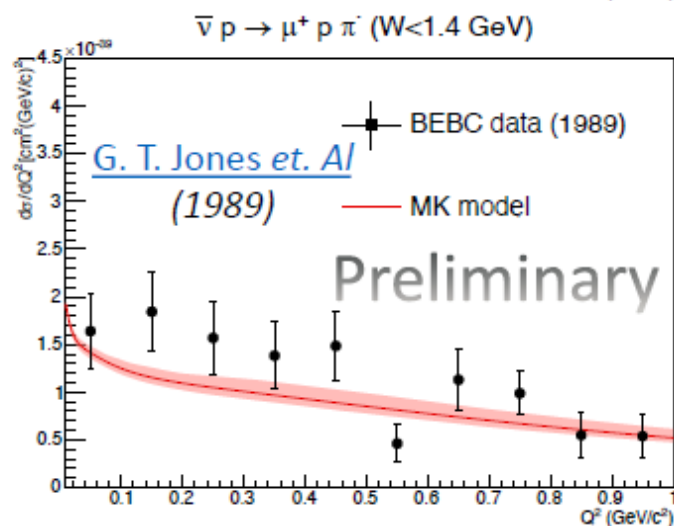 ν̅ p → μ⁺ p π⁻ (W<1.4 GeV)
×10⁻³⁹
dσ/dQ²[cm²(GeV/c)²]
4.5
4
3.5
3
2.5
2
1.5
1
0.5
0
BEBC data (1989)
G. T. Jones et. Al
(1989)
MK model
Preliminary
0.1 0.2 0.3 0.4 0.5 0.6 0.7 0.8 0.9 1
Q² (GeV/c²)